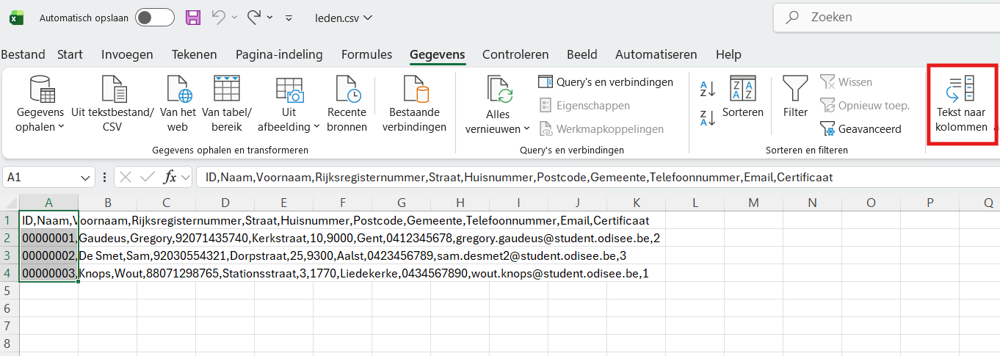 Automatisch opslaan leden.csv Zoeken
Bestand Start Invoegen Tekenen Pagina-indeling Formules Gegevens Controleren Beeld Automatiseren Help
Gegevens ophalen
Uit tekstbestand/ CSV
Van het web
Van tabel/ bereik
Uit afbeelding
Recente bronnen
Bestaande verbindingen
Gegevens ophalen en transformeren
Alles vernieuwen
Query's en verbindingen
Eigenschappen
Werkmapkoppelingen
Query's en verbindingen
Sorteren
Filter
Wissen
Opnieuw toep.
Geavanceerd
Sorteren en filteren
Tekst naar kolommen
A1 fx ID,Naam,Voornaam,Rijksregisternummer,Straat,Huisnummer,Postcode,Gemeente,Telefoonnummer,Email,Certificaat
A B C D E F G H I J K L M N O P Q
1 ID,Naam,Voornaam,Rijksregisternummer,Straat,Huisnummer,Postcode,Gemeente,Telefoonnummer,Email,Certificaat
2 00000001,Gaudeus,Gregory,92071435740,Kerkstraat,10,9000,Gent,0412345678,gregory.gaudeus@student.odisee.be,2
3 00000002,De Smet,Sam,92030554321,Dorpstraat,25,9300,Aalst,0423456789,sam.desmet2@student.odisee.be,3
4 00000003,Knops,Wout,88071298765,Stationsstraat,3,1770,Liedekerke,0434567890,wout.knops@student.odisee.be,1
5
6
7
8